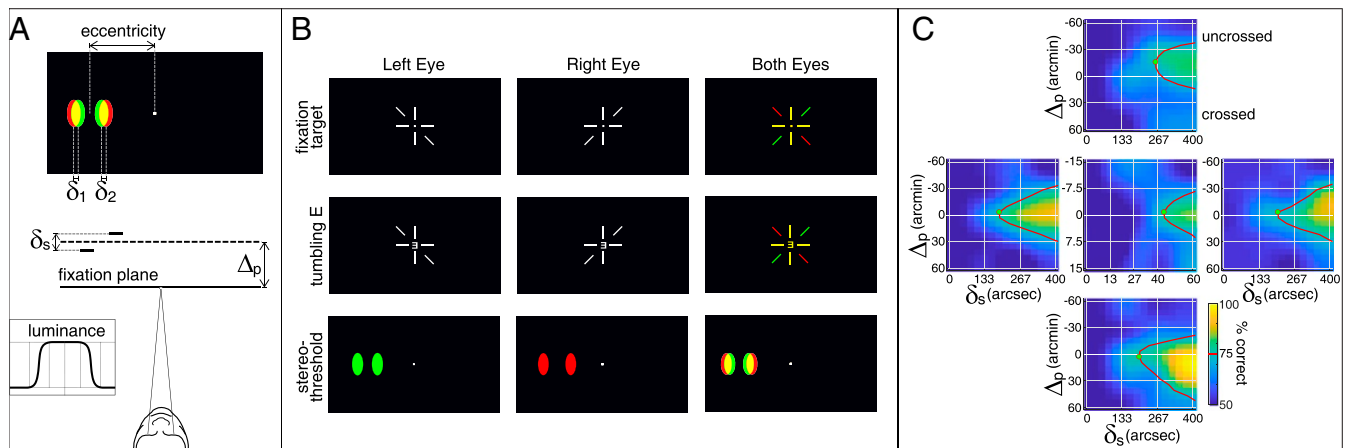 A
eccentricity
δ1 δ2
δs
Δp
fixation plane
luminance
B
Left Eye Right Eye Both Eyes
fixation
target
tumbling E
E E E
stereo-
threshold
C
-60
-30
0
30
60
Δp (arcmin)
uncrossed
crossed
0 133 267 400
-60
-30
0
30
60
Δp (arcmin)
0 133 267 400
δs (arcsec)
-15
-7.5
0
7.5
15
0 13 40 60
δs (arcsec)
-60
-30
0
30
60
0 133 267 400
δs (arcsec)
-60
-30
0
30
60
Δp (arcmin)
0 133 267 400
δs (arcsec)
100
75
50
% correct